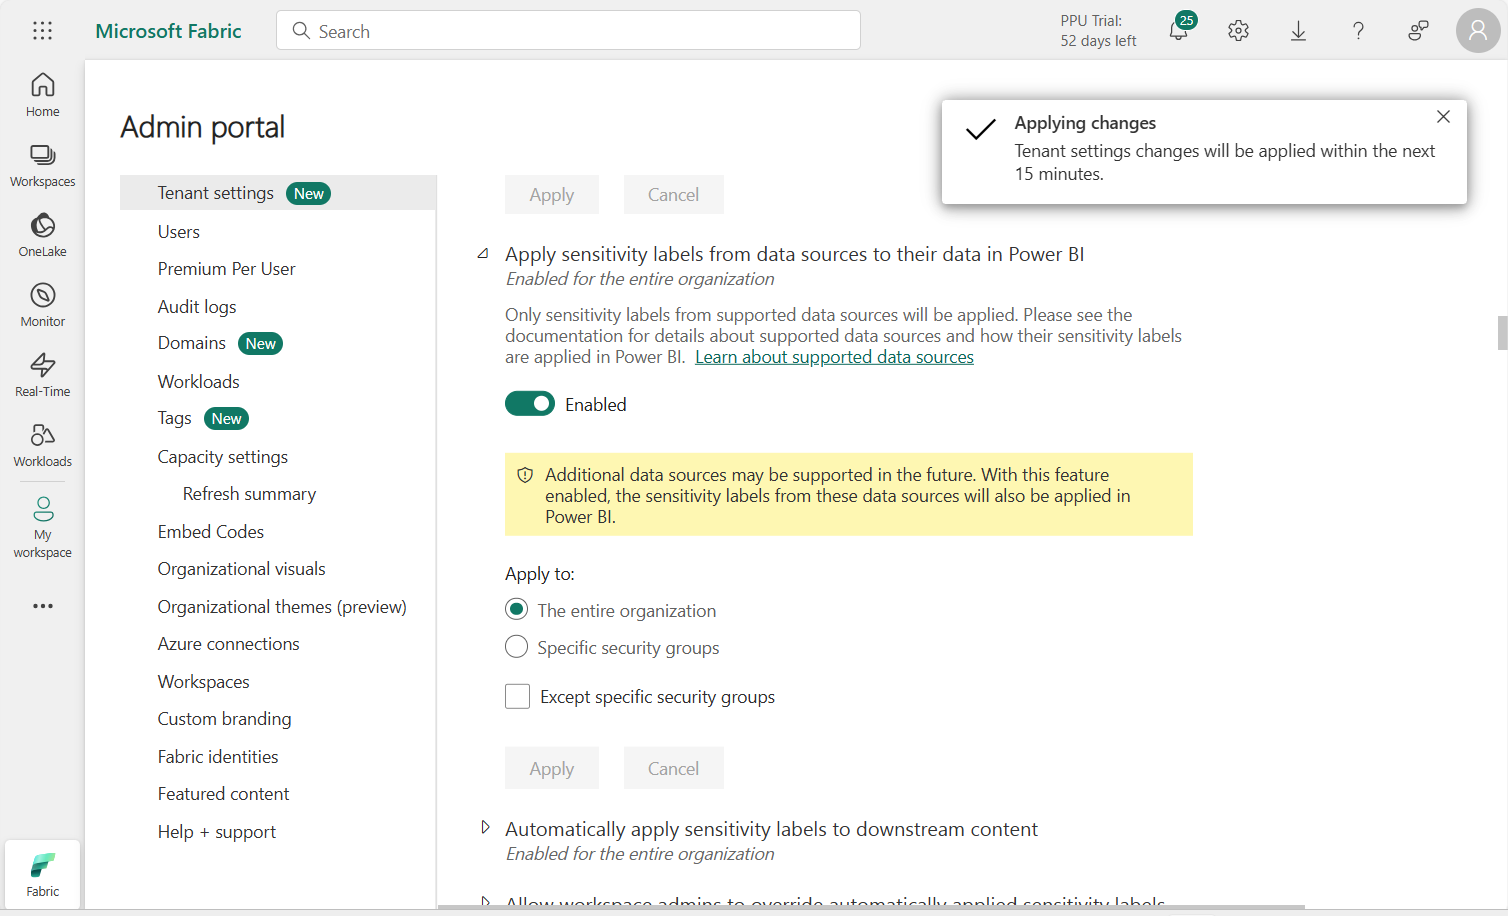 Microsoft Fabric
Search
PPU Trial:
52 days left
25
Home
Workspaces
OneLake
Monitor
Real-Time
Workloads
My
workspace
Fabric
Admin portal
Tenant settings New
Users
Premium Per User
Audit logs
Domains New
Workloads
Tags New
Capacity settings
Refresh summary
Embed Codes
Organizational visuals
Organizational themes (preview)
Azure connections
Workspaces
Custom branding
Fabric identities
Featured content
Help + support
Applying changes
Tenant settings changes will be applied within the next
15 minutes.
Apply Cancel
Apply sensitivity labels from data sources to their data in Power BI
Enabled for the entire organization
Only sensitivity labels from supported data sources will be applied. Please see the
documentation for details about supported data sources and how their sensitivity labels
are applied in Power BI. Learn about supported data sources
Enabled
Additional data sources may be supported in the future. With this feature
enabled, the sensitivity labels from these data sources will also be applied in
Power BI.
Apply to:
The entire organization
Specific security groups
Except specific security groups
Apply Cancel
Automatically apply sensitivity labels to downstream content
Enabled for the entire organization
Allow workspace admins to override automatically applied sensitivity labels